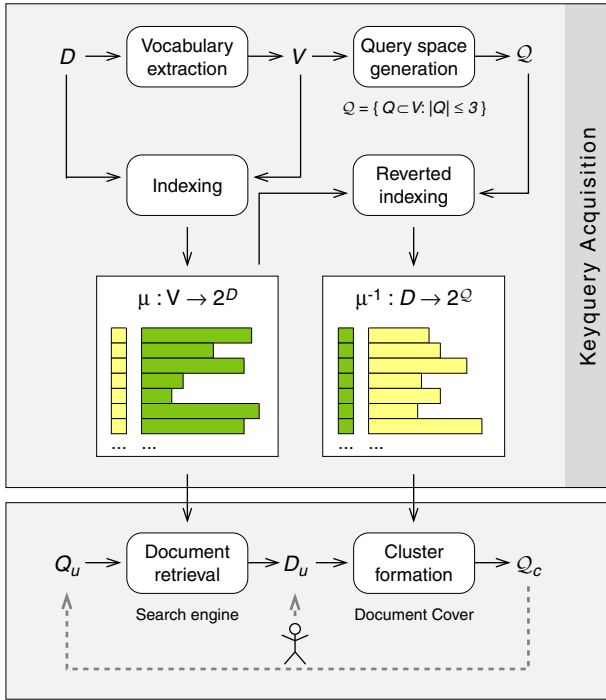 D
Vocabulary
extraction
V
Query space
generation
𝒬
𝒬 = { Q ⊂ V: |Q| ≤ 3 }
Indexing
Reverted
indexing
μ : V → 2^D
... ...
μ⁻¹ : D → 2^𝒬
... ...
Keyquery Acquisition
Q_u
Document
retrieval
D_u
Cluster
formation
𝒬_c
Search engine
Document Cover